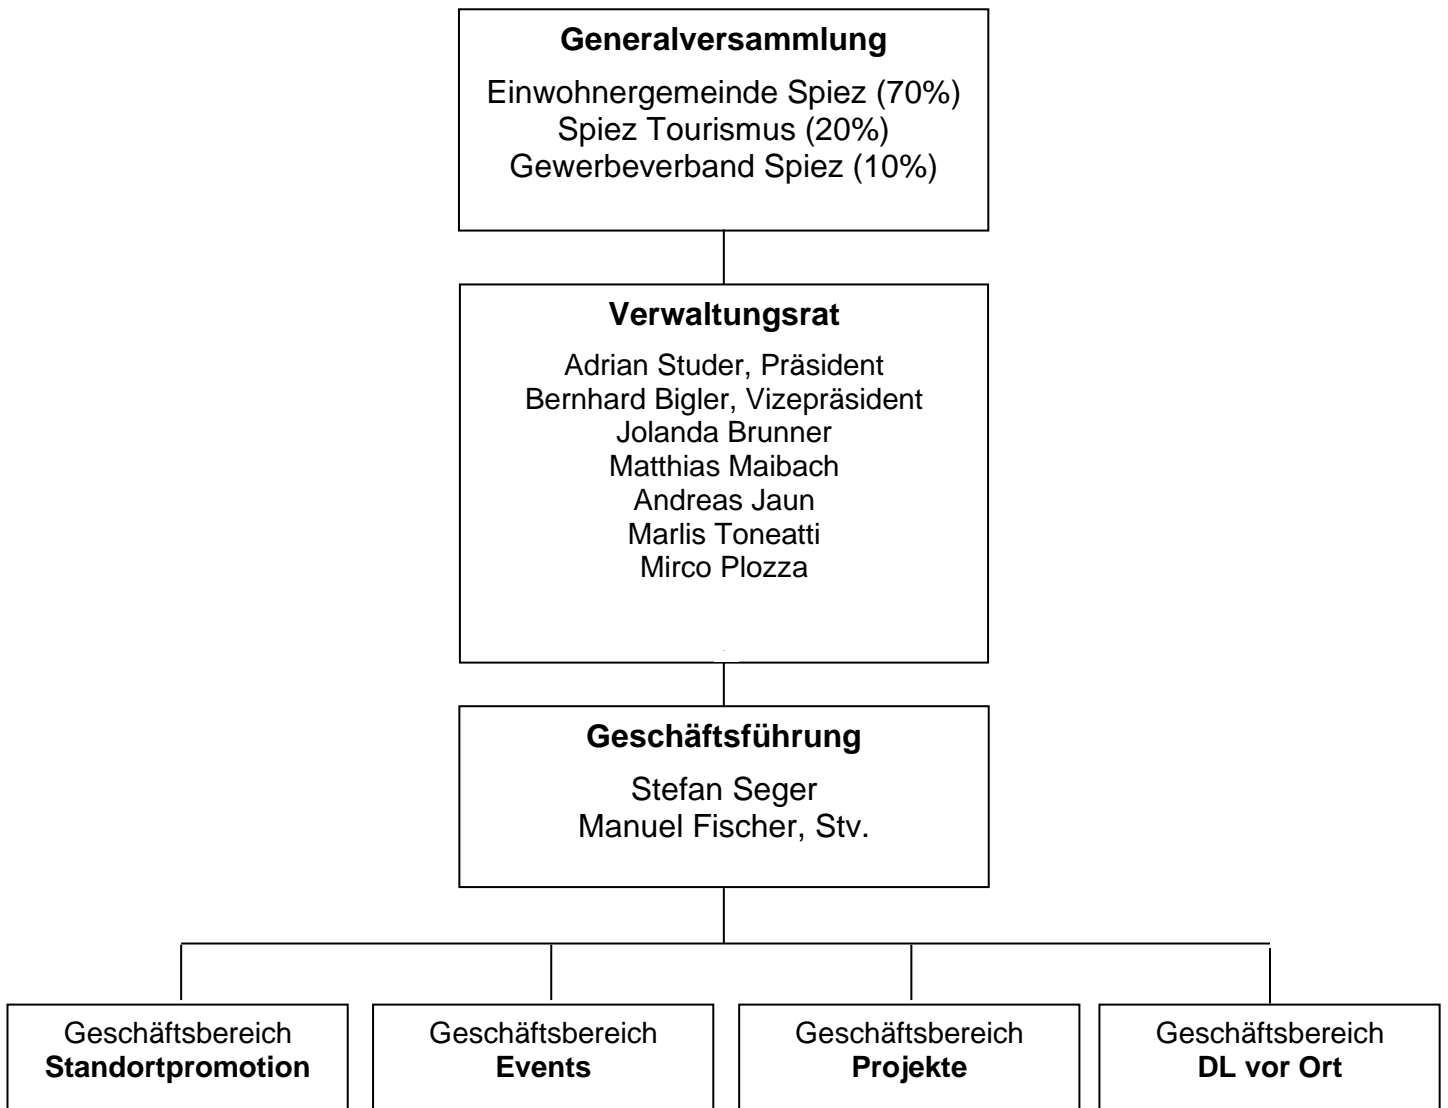 Generalversammlung
Einwohnergemeinde Spiez (70%)
Spiez Tourismus (20%)
Gewerbeverband Spiez (10%)
Verwaltungsrat
Adrian Studer, Präsident
Bernhard Bigler, Vizepräsident
Jolanda Brunner
Matthias Maibach
Andreas Jaun
Marlis Toneatti
Mirco Plozza
Geschäftsführung
Stefan Seger
Manuel Fischer, Stv.
Geschäftsbereich
Standortpromotion
Geschäftsbereich
Events
Geschäftsbereich
Projekte
Geschäftsbereich
DL vor Ort